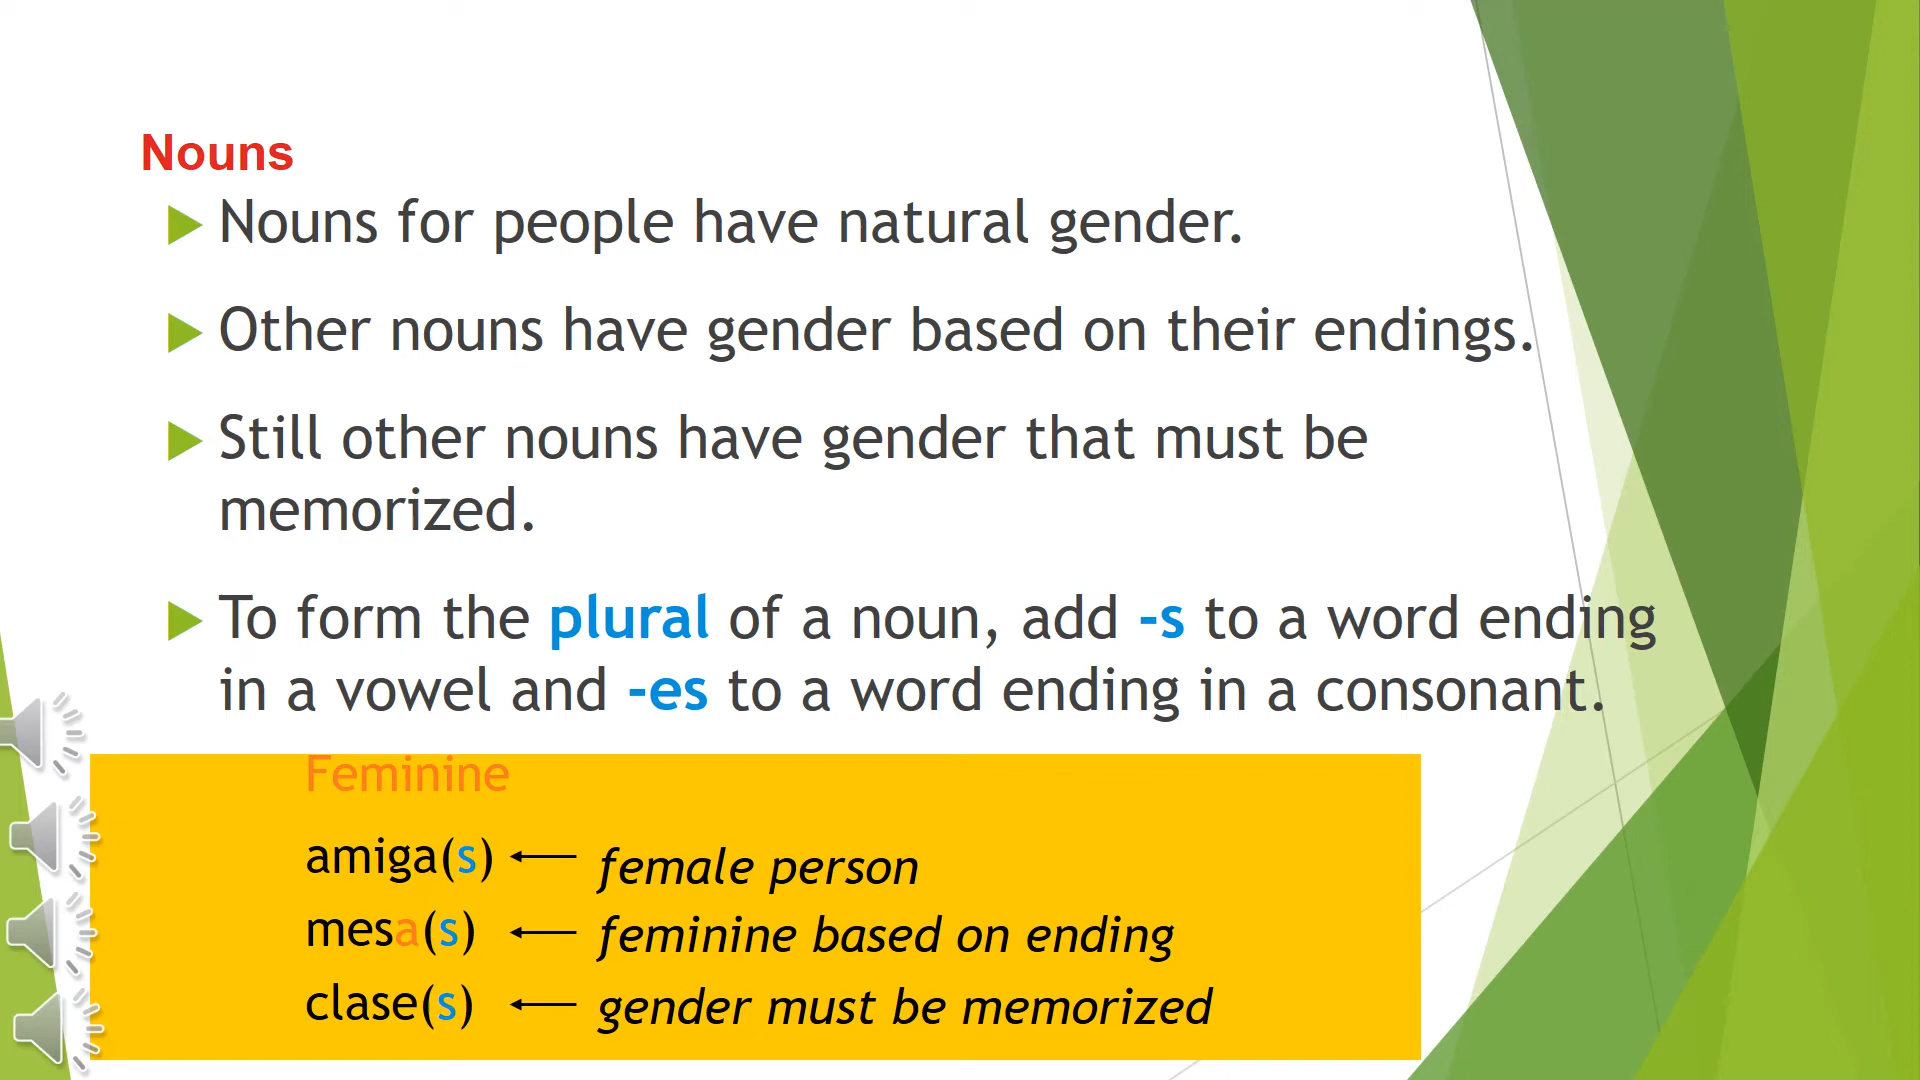 Nouns
Nouns for people have natural gender.
Other nouns have gender based on their endings.
Still other nouns have gender that must be
memorized.
To form the plural of a noun, add -s to a word ending
in a vowel and -es to a word ending in a consonant.
Feminine
amiga(s) ← female person
mesa(s) ← feminine based on ending
clase(s) ← gender must be memorized